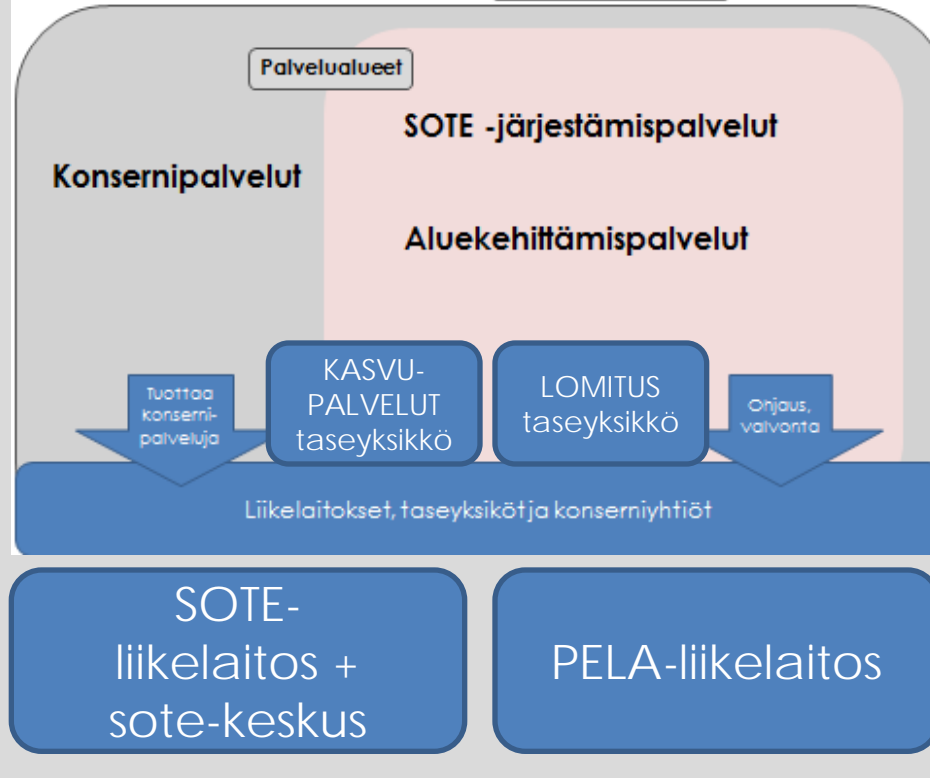 Palvelualueet
SOTE -järjestämispalvelut
Konsernipalvelut
Aluekehittämispalvelut
Tuottaa
konserni-
palveluja
KASVU-
PALVELUT
taseyksikkö
LOMITUS
taseyksikkö
Ohjaus,
valvonta
Liikelaitokset, taseyksiköt ja konserniyhtiöt
SOTE-
liikelaitos +
sote-keskus
PELA-liikelaitos